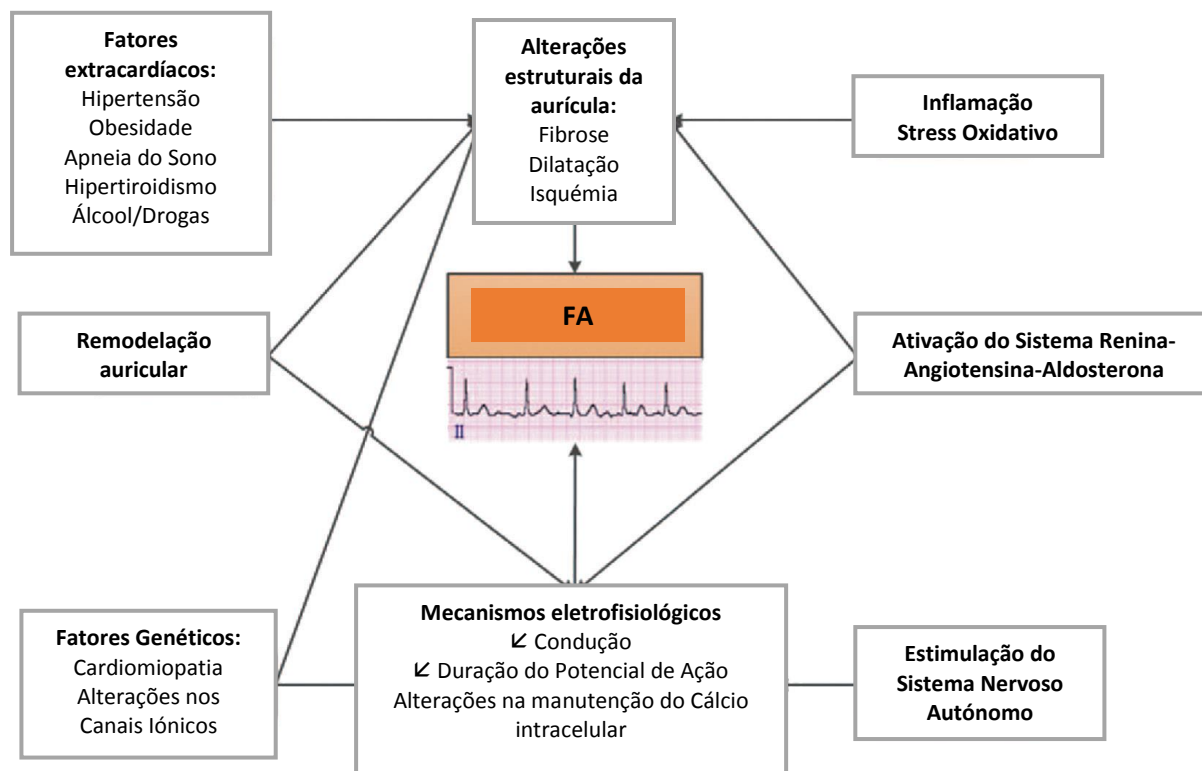 Fatores
extracardíacos:
Hipertensão
Obesidade
Apneia do Sono
Hipertiroidismo
Álcool/Drogas
Alterações
estruturais da
aurícula:
Fibrose
Dilatação
Isquémia
Inflamação
Stress Oxidativo
FA
Remodelação
auricular
Ativação do Sistema Renina-
Angiotensina-Aldosterona
II
Fatores Genéticos:
Cardiomiopatia
Alterações nos
Canais Iónicos
Mecanismos eletrofisiológicos
↙ Condução
↙ Duração do Potencial de Ação
Alterações na manutenção do Cálcio
intracelular
Estimulação do
Sistema Nervoso
Autónomo